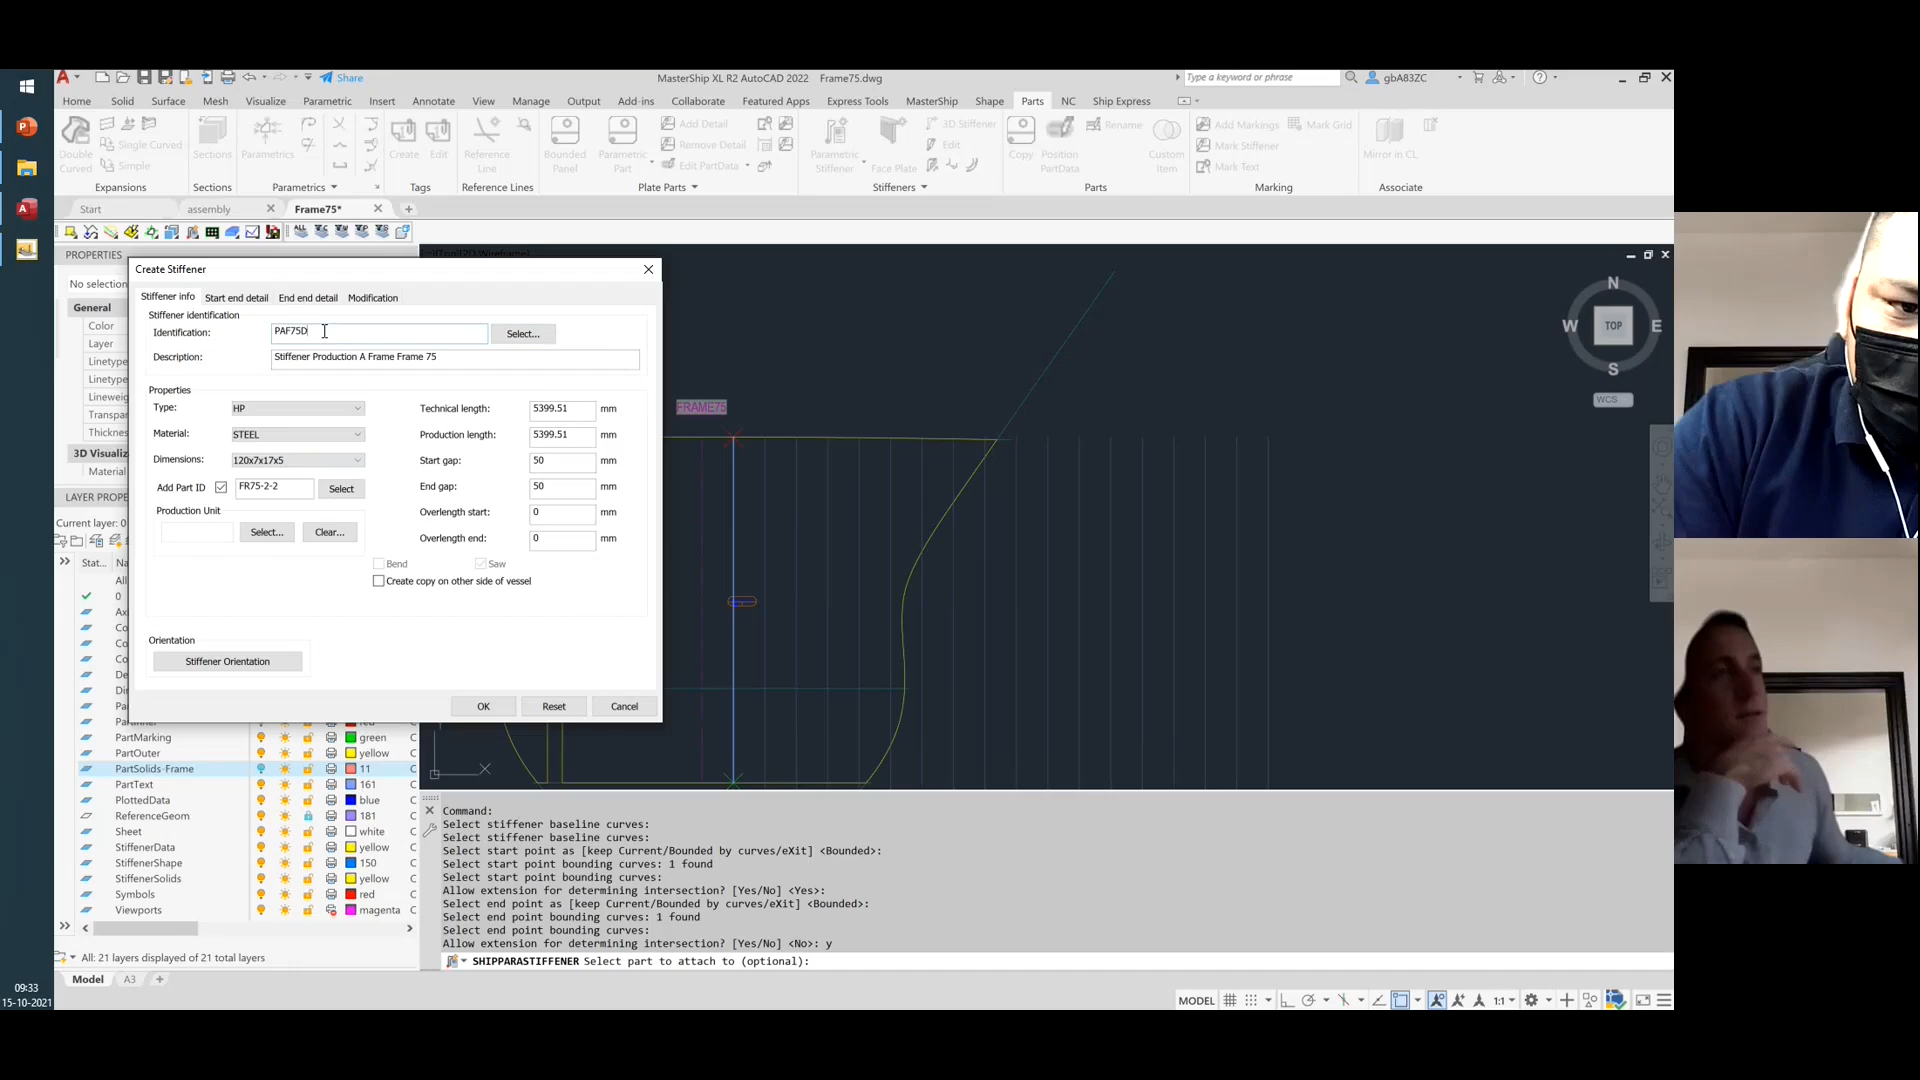 Share
MasterShip XL R2 AutoCAD 2022 Frame75.dwg
Type a keyword or phrase
gbA83ZC
Home Solid Surface Mesh Visualize Parametric Insert Annotate View Manage Output Add-ins Collaborate Featured Apps Express Tools MasterShip Shape Parts NC Ship Express
Double Curved
Single Curved
Simple
Sections
Parametrics
Create
Edit
Reference Line
Bounded Panel
Parametric Part
Add Detail
Remove Detail
Edit PartData
Parametric Stiffener
Face Plate
3D Stiffener
Edit
Copy
Position PartData
Rename
Custom Item
Add Markings
Mark Grid
Mark Stiffener
Mark Text
Mirror in CL
Expansions Sections Parametrics Tags Reference Lines Plate Parts Stiffeners Parts Marking Associate
Start assembly Frame75*
PROPERTIES
No selection
General
Color
Layer
Linetype
Linetype
Lineweig
Transpar
Thicknes
3D Visualiz
Material
LAYER PROPE
Current layer: 0
Stat... Na
All
0
Axi
Co
Co
Co
De
Di
Pa
Create Stiffener
Stiffener info Start end detail End end detail Modification
Stiffener identification
Identification: PAF75D Select...
Description: Stiffener Production A Frame Frame 75
Properties
Type: HP
Material: STEEL
Dimensions: 120x7x17x5
Add Part ID FR75-2-2 Select
Production Unit
Select... Clear...
Technical length: 5399.51 mm
Production length: 5399.51 mm
Start gap: 50 mm
End gap: 50 mm
Overlength start: 0 mm
Overlength end: 0 mm
Bend Saw
Create copy on other side of vessel
Orientation
Stiffener Orientation
OK Reset Cancel
FRAME75
N
W TOP E
S
WCS
PartInner red C
PartMarking green C
PartOuter yellow C
PartSolids-Frame 11 C
PartText 161 C
PlottedData blue C
ReferenceGeom 181 C
Sheet white C
StiffenerData yellow C
StiffenerShape 150 C
StiffenerSolids yellow C
Symbols red C
Viewports magenta C
All: 21 layers displayed of 21 total layers
Command:
Select stiffener baseline curves:
Select stiffener baseline curves:
Select start point as [keep Current/Bounded by curves/eXit] <Bounded>:
Select start point bounding curves: 1 found
Select start point bounding curves:
Allow extension for determining intersection? [Yes/No] <Yes>:
Select end point as [keep Current/Bounded by curves/eXit] <Bounded>:
Select end point bounding curves: 1 found
Select end point bounding curves:
Allow extension for determining intersection? [Yes/No] <No>: y
SHIPPARASTIFFENER Select part to attach to (optional):
Model A3
MODEL 1:1
09:33
15-10-2021